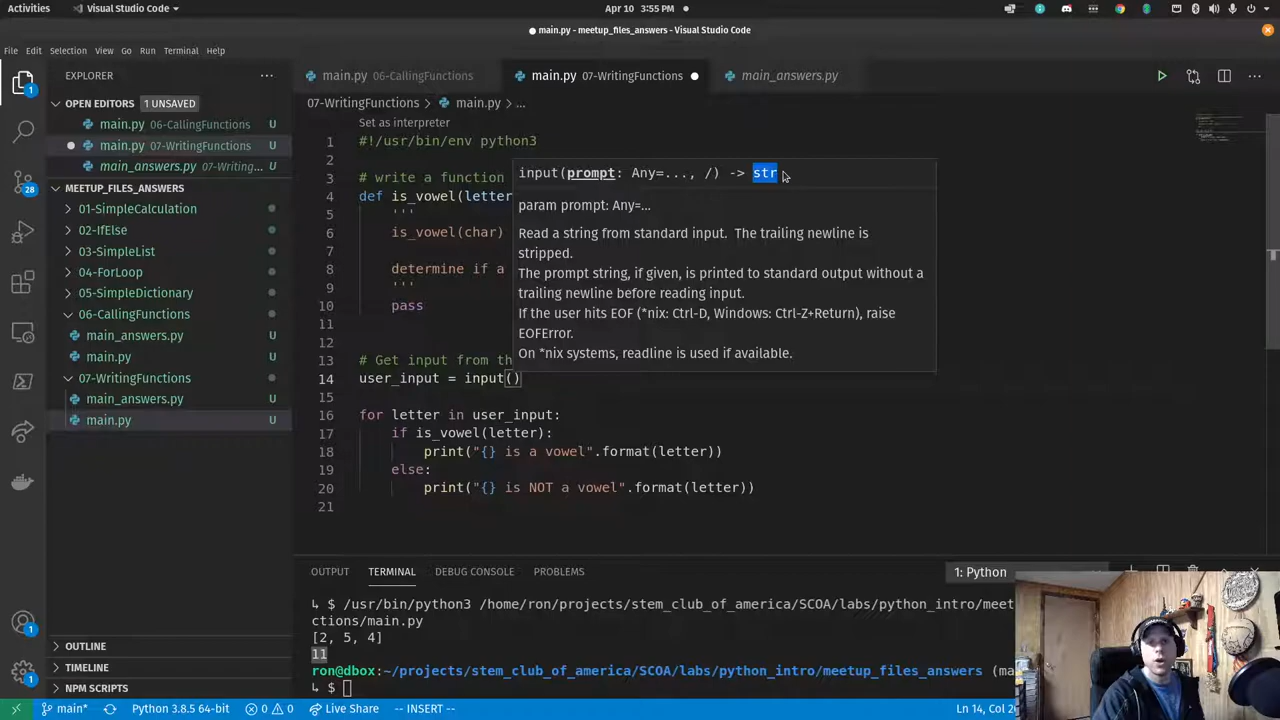 Activities
Visual Studio Code
Apr 10 3:55 PM
main.py - meetup_files_answers - Visual Studio Code
File Edit Selection View Go Run Terminal Help
EXPLORER
OPEN EDITORS 1 UNSAVED
main.py 06-CallingFunctions U
main.py 07-WritingFunctions U
main_answers.py 07-Writing... U
MEETUP_FILES_ANSWERS
01-SimpleCalculation
02-IfElse
03-SimpleList
04-ForLoop
05-SimpleDictionary
06-CallingFunctions
main_answers.py U
main.py U
07-WritingFunctions
main_answers.py U
main.py U
OUTLINE
TIMELINE
NPM SCRIPTS
1
28
1
1
main.py 06-CallingFunctions
main.py 07-WritingFunctions
main_answers.py
07-WritingFunctions > main.py > ...
Set as interpreter
1 #!/usr/bin/env python3
2
3 # write a function
4 def is_vowel(letter
5 '''
6 is_vowel(char)
7
8 determine if a
9 '''
10 pass
11
12
13 # Get input from th
14 user_input = input()
15
16 for letter in user_input:
17 if is_vowel(letter):
18 print("{} is a vowel".format(letter))
19 else:
20 print("{} is NOT a vowel".format(letter))
21
input(prompt: Any=..., /) -> str
param prompt: Any=...
Read a string from standard input. The trailing newline is
stripped.
The prompt string, if given, is printed to standard output without a
trailing newline before reading input.
If the user hits EOF (*nix: Ctrl-D, Windows: Ctrl-Z+Return), raise
EOFError.
On *nix systems, readline is used if available.
OUTPUT TERMINAL DEBUG CONSOLE PROBLEMS
1: Python
↳ $ /usr/bin/python3 /home/ron/projects/stem_club_of_america/SCOA/labs/python_intro/meet
ctions/main.py
[2, 5, 4]
11
ron@dbox:~/projects/stem_club_of_america/SCOA/labs/python_intro/meetup_files_answers (ma
↳ $
main* Python 3.8.5 64-bit 0 0 Live Share -- INSERT -- Ln 14, Col 2